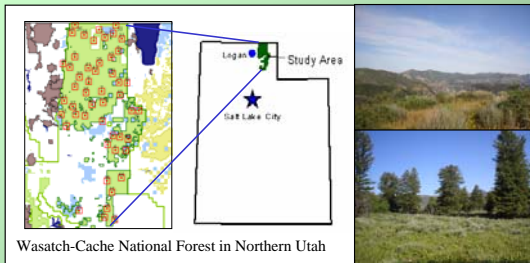 Logan
Study Area
Salt Lake City
Wasatch-Cache National Forest in Northern Utah